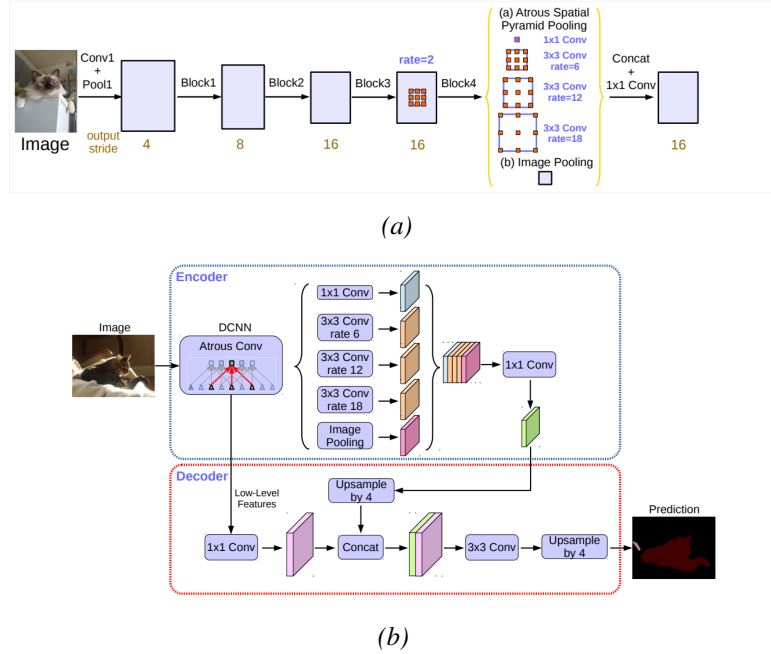 (a) Atrous Spatial
Pyramid Pooling
Conv1
+
Pool1
Block1
Block2
Block3
rate=2
Block4
1x1 Conv
3x3 Conv
rate=6
3x3 Conv
rate=12
3x3 Conv
rate=18
(b) Image Pooling
Concat
+
1x1 Conv
Image
output
stride
4
8
16
16
16
(a)
Encoder
Image
DCNN
Atrous Conv
1x1 Conv
3x3 Conv
rate 6
3x3 Conv
rate 12
3x3 Conv
rate 18
Image
Pooling
1x1 Conv
Decoder
Low-Level
Features
Upsample
by 4
1x1 Conv
Concat
3x3 Conv
Upsample
by 4
Prediction
(b)